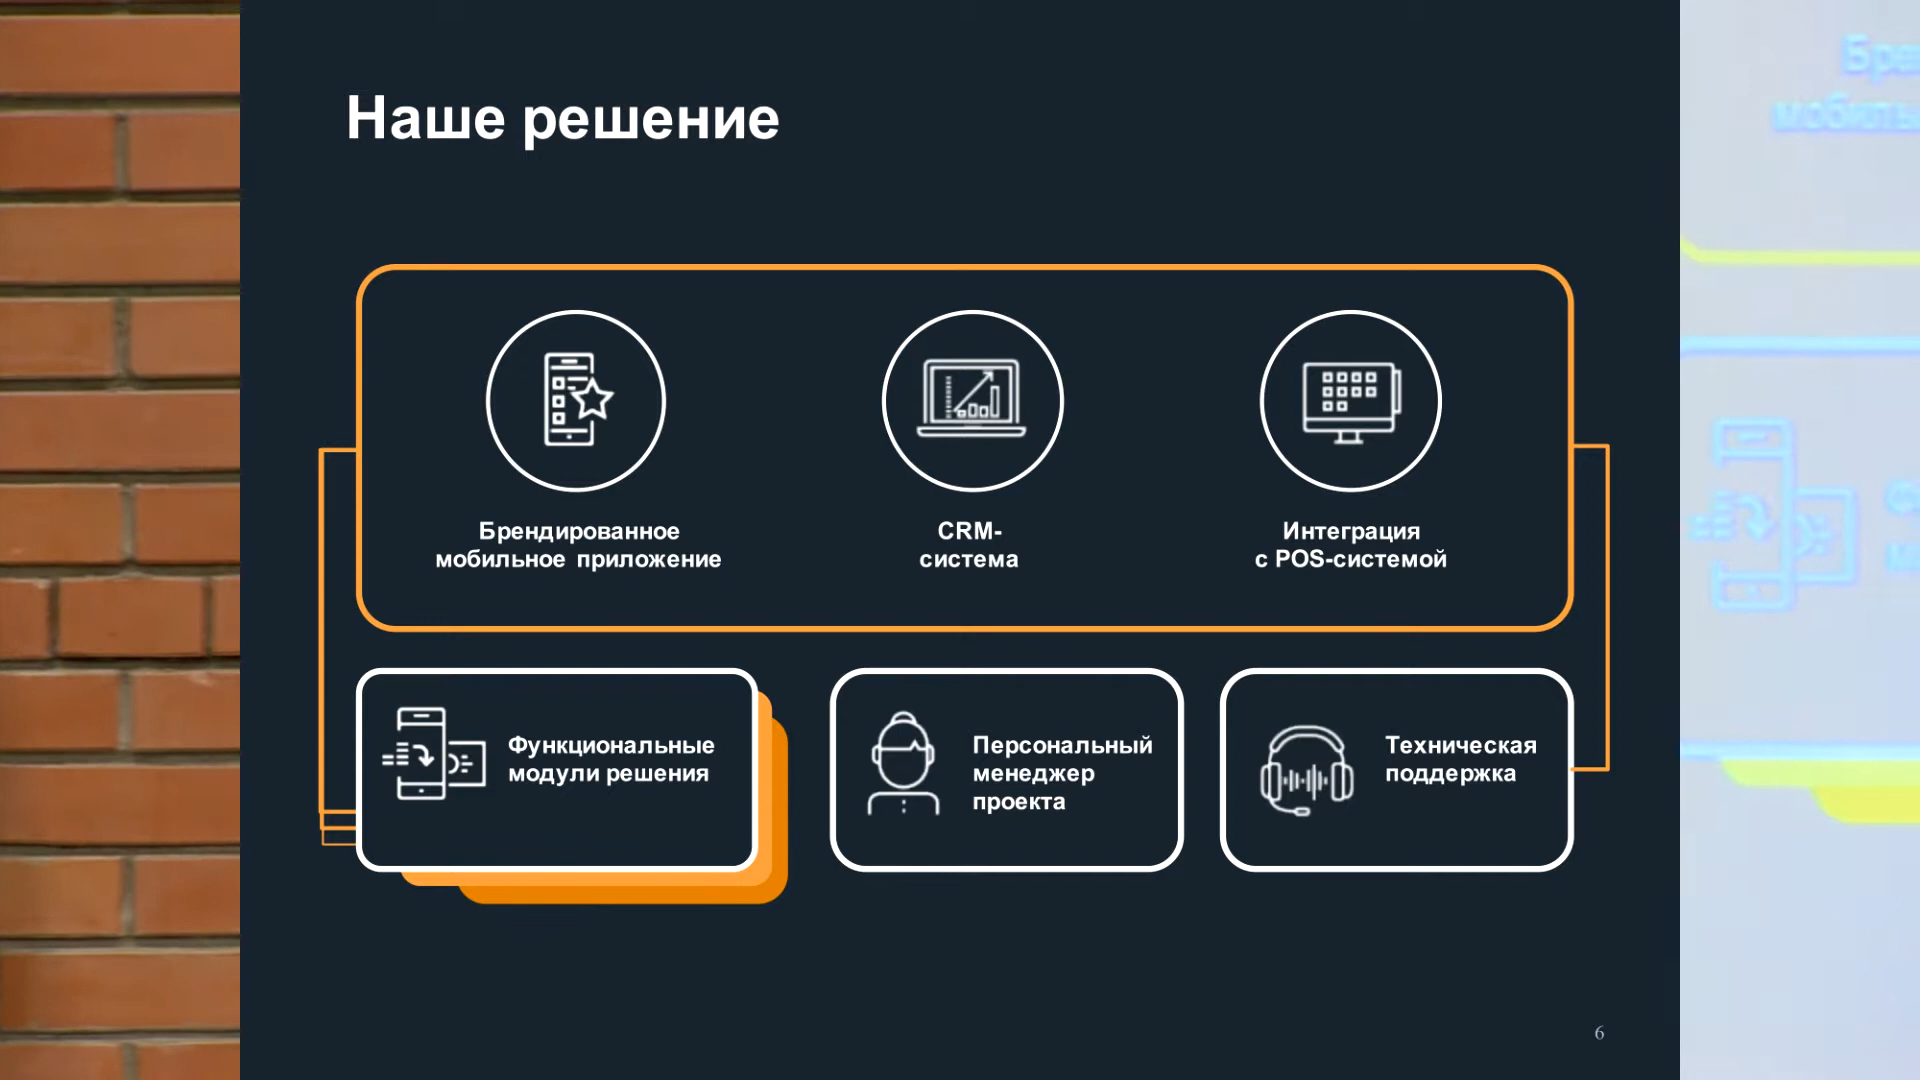 Наше решение
Брендированное
мобильное приложение
CRM-
система
Интеграция
с POS-системой
Функциональные
модули решения
Персональный
менеджер
проекта
Техническая
поддержка
6